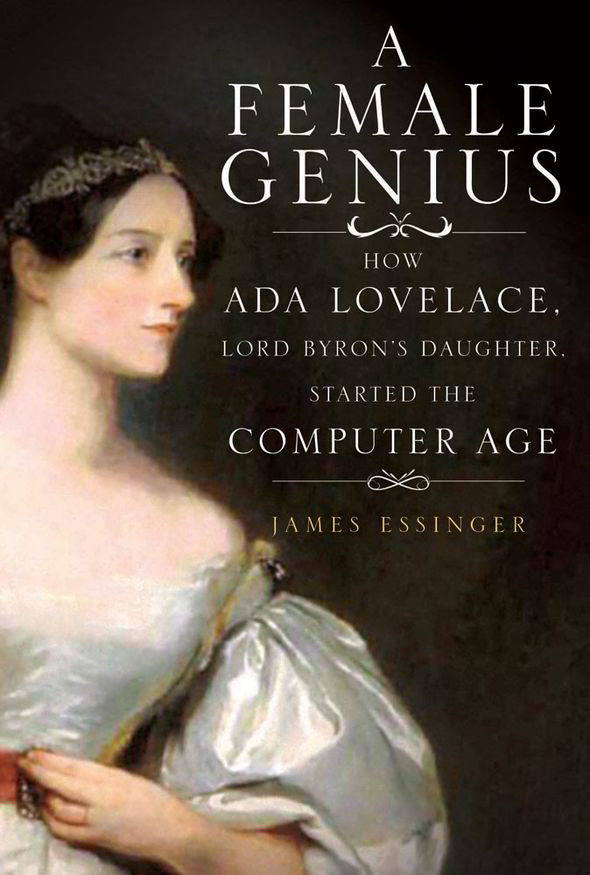 A
FEMALE
GENIUS
HOW
ADA LOVELACE,
LORD BYRON'S DAUGHTER,
STARTED THE
COMPUTER AGE
JAMES ESSINGER